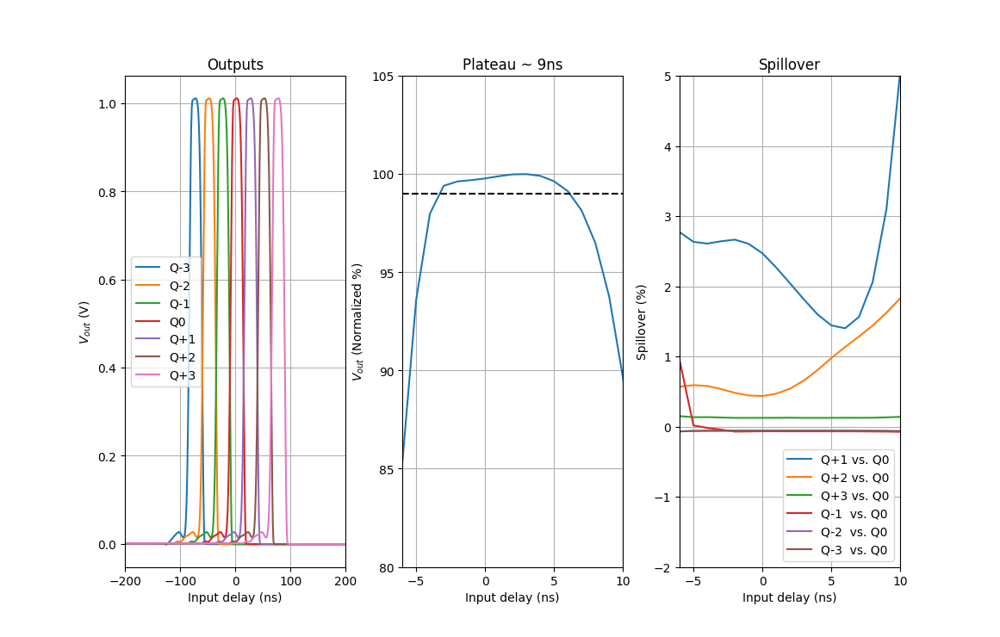 Outputs
1.0
0.8
0.6
0.4
0.2
0.0
V_out (V)
Q-3
Q-2
Q-1
Q0
Q+1
Q+2
Q+3
−200
−100
0
100
200
Input delay (ns)
Plateau ~ 9ns
105
100
95
90
85
80
V_out (Normalized %)
−5
0
5
10
Input delay (ns)
Spillover
5
4
3
2
1
0
−1
−2
Spillover (%)
Q+1 vs. Q0
Q+2 vs. Q0
Q+3 vs. Q0
Q-1  vs. Q0
Q-2  vs. Q0
Q-3  vs. Q0
−5
0
5
10
Input delay (ns)